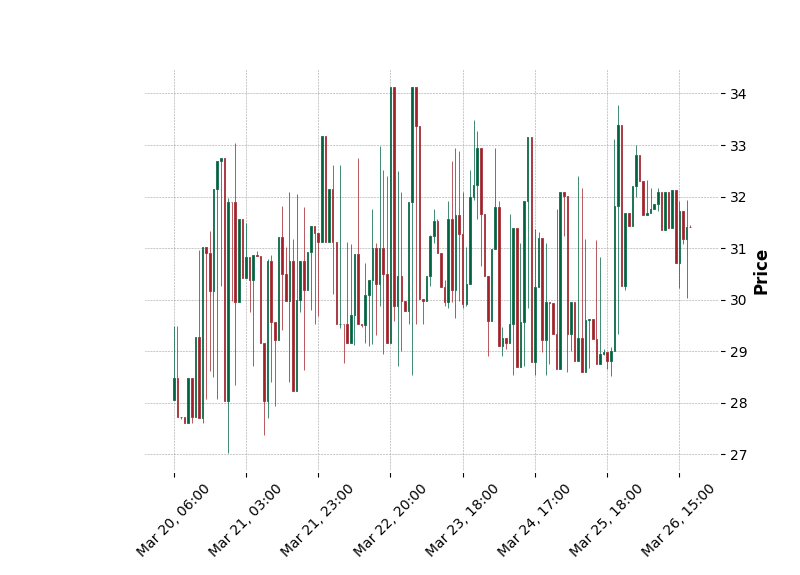 34
33
32
31
30
29
28
27
Price
Mar 20, 06:00
Mar 21, 03:00
Mar 21, 23:00
Mar 22, 20:00
Mar 23, 18:00
Mar 24, 17:00
Mar 25, 18:00
Mar 26, 15:00